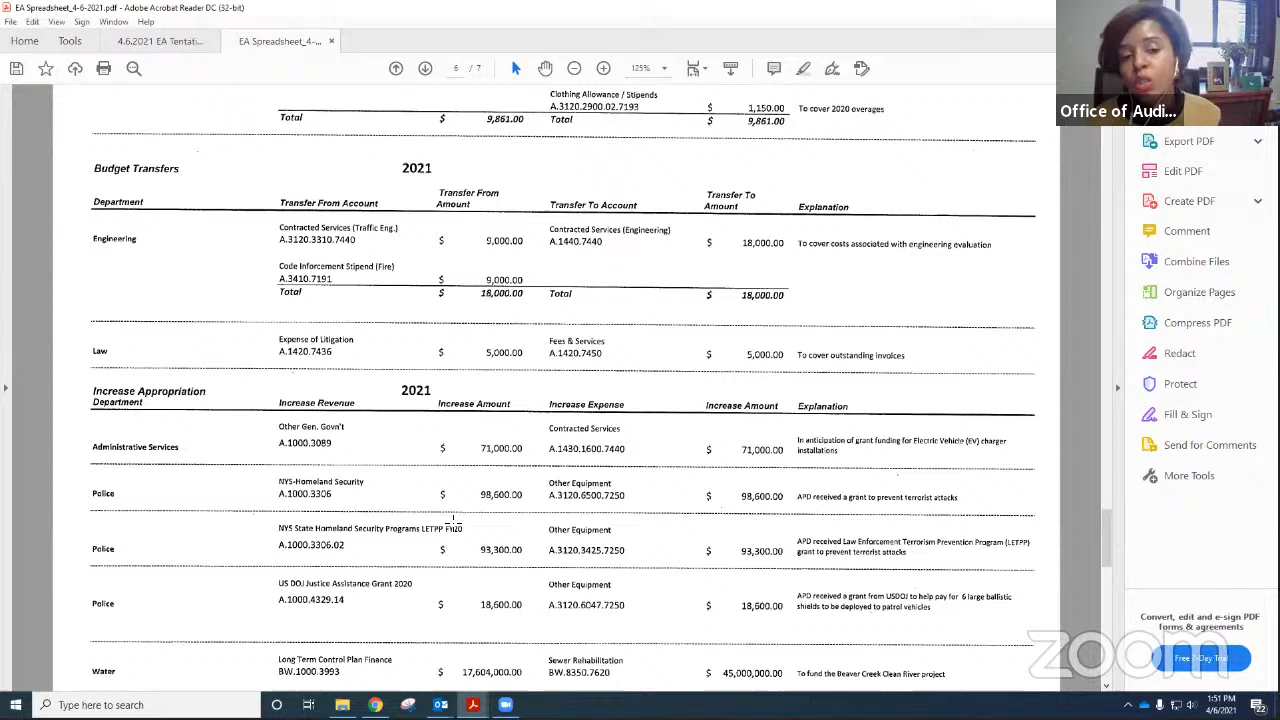 EA Spreadsheet_4-6-2021.pdf - Adobe Acrobat Reader DC (32-bit)
File Edit View Sign Window Help
Home Tools 4.6.2021 EA Tabling... EA Spreadsheet_4-... ×
6 / 7 125%
Office of Audi...
Clothing Allowance / Stipends
A.3120.2900.02.7193 $ 1,150.00 To cover 2020 overages
Total $ 9,861.00 Total $ 9,861.00
Budget Transfers 2021
Department Transfer From Account Transfer From Amount Transfer To Account Transfer To Amount Explanation
Contracted Services (Traffic Eng.) Contracted Services (Engineering)
Engineering A.3120.3310.7440 $ 9,000.00 A.1440.7440 $ 18,000.00 To cover costs associated with engineering evaluation
Code Inforcement Stipend (Fire)
A.3410.7191 $ 9,000.00
Total $ 18,000.00 Total $ 18,000.00
Expense of Litigation Fees & Services
Law A.1420.7436 $ 5,000.00 A.1420.7450 $ 5,000.00 To cover outstanding invoices
Increase Appropriation 2021
Department Increase Revenue Increase Amount Increase Expense Increase Amount Explanation
Other Gen. Govn't Contracted Services
Administrative Services A.1000.3089 $ 71,000.00 A.1430.1600.7440 $ 71,000.00 In anticipation of grant funding for Electric Vehicle (EV) charger
installations
NYS-Homeland Security Other Equipment
Police A.1000.3306 $ 98,600.00 A.3120.6500.7250 $ 98,600.00 APD received a grant to prevent terrorist attacks
NYS State Homeland Security Programs LETPP FY20 Other Equipment
Police A.1000.3306.02 $ 93,300.00 A.3120.3425.7250 $ 93,300.00 APD received Law Enforcement Terrorism Prevention Program (LETPP)
grant to prevent terrorist attacks
US DOJ Justice Assistance Grant 2020 Other Equipment
Police A.1000.4329.14 $ 18,600.00 A.3120.6047.7250 $ 18,600.00 APD received a grant from USDOJ to help pay for 6 large ballistic
shields to be deployed to patrol vehicles
Long Term Control Plan Finance Sewer Rehabilitation
Water BW.1000.3993 $ 17,604,000.00 BW.8350.7620 $ 45,000,000.00 To fund the Beaver Creek Clean River project
Export PDF
Edit PDF
Create PDF
Comment
Combine Files
Organize Pages
Compress PDF
Redact
Protect
Fill & Sign
Send for Comments
More Tools
Convert, edit and e-sign PDF
forms & agreements
Free 7-Day Trial
zoom
Type here to search
1:51 PM
4/6/2021